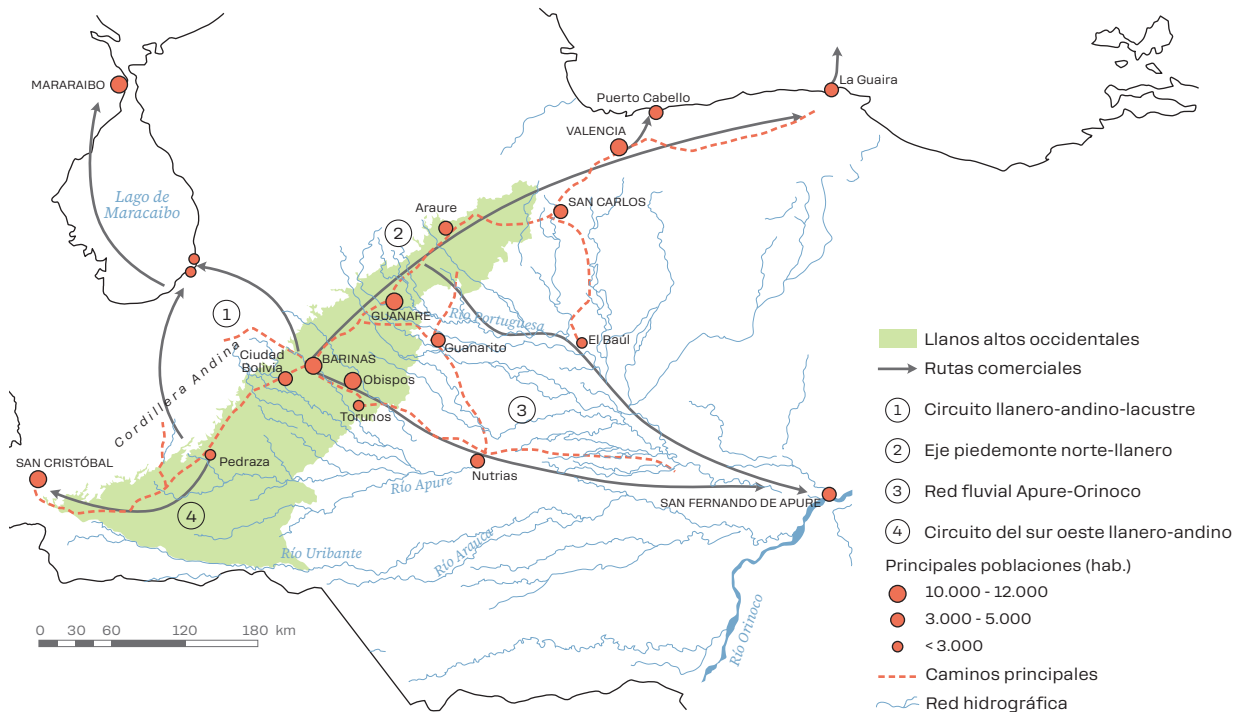 La Guaira
MARARAIBO
Puerto Cabello
VALENCIA
Lago de
Maracaibo
SAN CARLOS
Araure
2
1
GUANARE
Río Portuguesa
El Baúl
Guanarito
Cordillera Andina
Ciudad
Bolivia
BARINAS
Obispos
Torunos
3
SAN CRISTÓBAL
Pedraza
Nutrias
Río Apure
SAN FERNANDO DE APURE
4
Río Uribante
Río Arauca
Río Orinoco
0 30 60 120 180 km
Llanos altos occidentales
Rutas comerciales
1 Circuito llanero-andino-lacustre
2 Eje piedemonte norte-llanero
3 Red fluvial Apure-Orinoco
4 Circuito del sur oeste llanero-andino
Principales poblaciones (hab.)
10.000 - 12.000
3.000 - 5.000
< 3.000
Caminos principales
Red hidrográfica